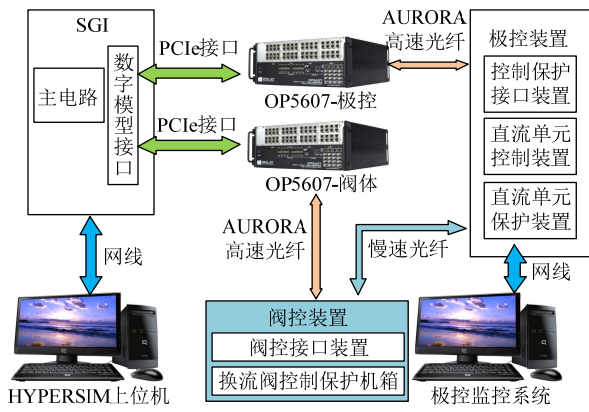 SGI
主电路
数字模型接口
PCIe接口
PCIe接口
OP5607-极控
OP5607-阀体
AURORA
高速光纤
极控装置
控制保护
接口装置
直流单元
控制装置
直流单元
保护装置
AURORA
高速光纤
慢速光纤
网线
网线
阀控装置
阀控接口装置
换流阀控制保护机箱
HYPERSIM上位机
极控监控系统